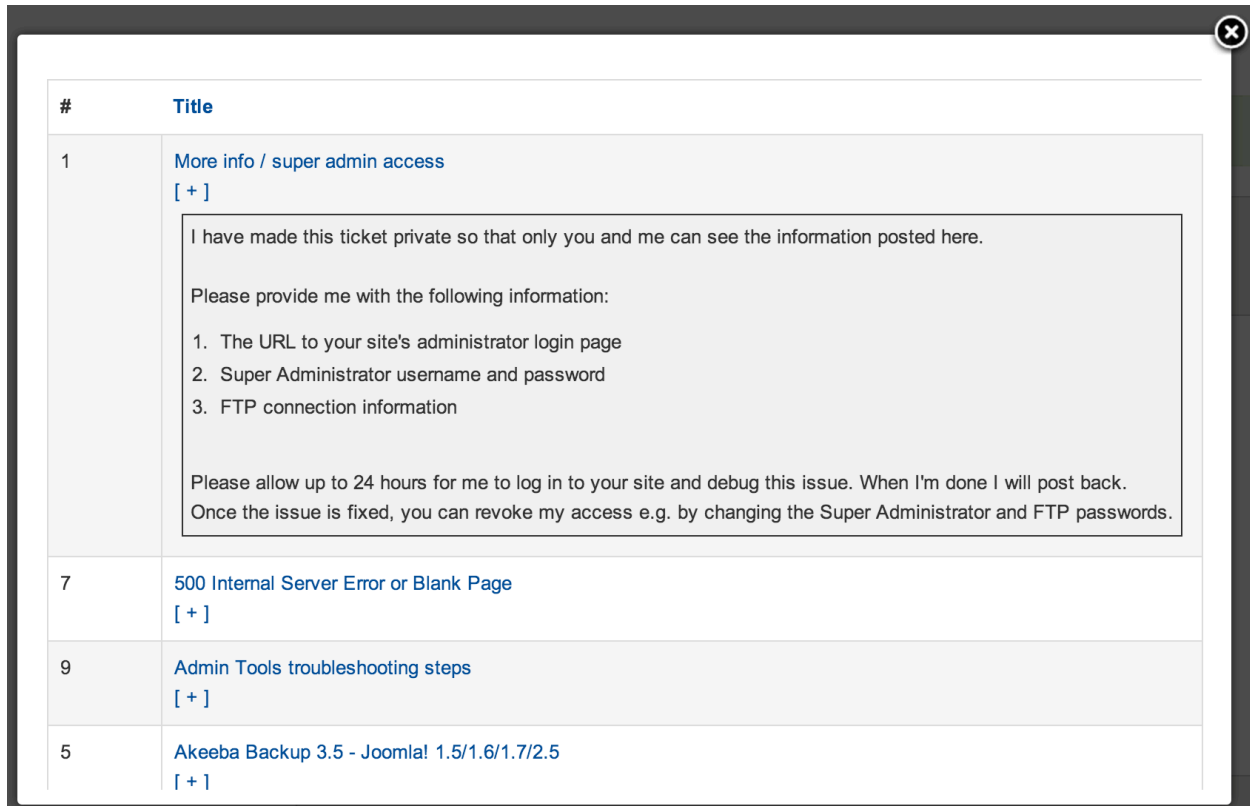 # Title
1 More info / super admin access
[ + ]
I have made this ticket private so that only you and me can see the information posted here.
Please provide me with the following information:
1. The URL to your site's administrator login page
2. Super Administrator username and password
3. FTP connection information
Please allow up to 24 hours for me to log in to your site and debug this issue. When I'm done I will post back.
Once the issue is fixed, you can revoke my access e.g. by changing the Super Administrator and FTP passwords.
7 500 Internal Server Error or Blank Page
[ + ]
9 Admin Tools troubleshooting steps
[ + ]
5 Akeeba Backup 3.5 - Joomla! 1.5/1.6/1.7/2.5
[ + ]